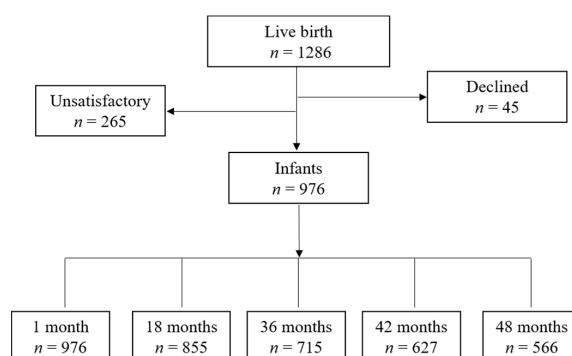 Live birth
n = 1286
Unsatisfactory
n = 265
Declined
n = 45
Infants
n = 976
1 month
n = 976
18 months
n = 855
36 months
n = 715
42 months
n = 627
48 months
n = 566